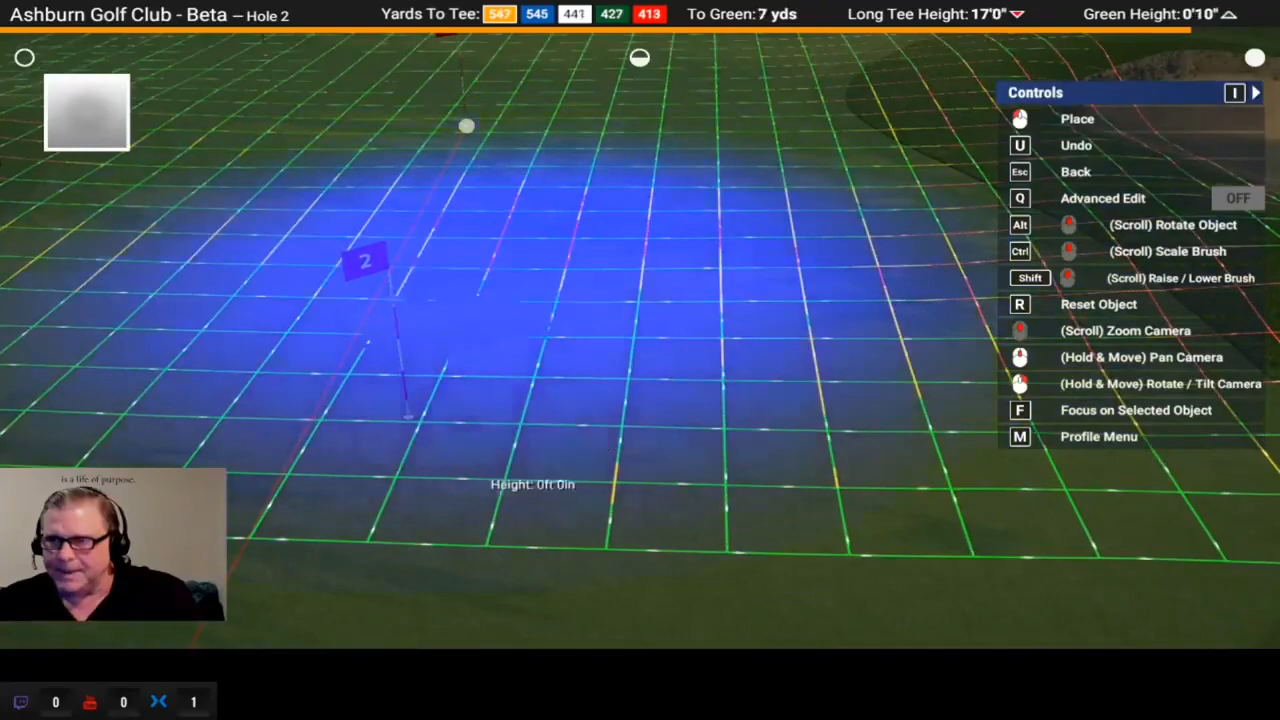 Ashburn Golf Club - Beta — Hole 2
Yards To Tee: 547 545 441 427 413 To Green: 7 yds Long Tee Height: 17'0" Green Height: 0'10"
Controls I
Place
U Undo
Esc Back
Q Advanced Edit OFF
Alt (Scroll) Rotate Object
Ctrl (Scroll) Scale Brush
Shift (Scroll) Raise / Lower Brush
R Reset Object
(Scroll) Zoom Camera
(Hold & Move) Pan Camera
(Hold & Move) Rotate / Tilt Camera
F Focus on Selected Object
M Profile Menu
2
Height: 0ft 0in
is a life of purpose.
0 0 1